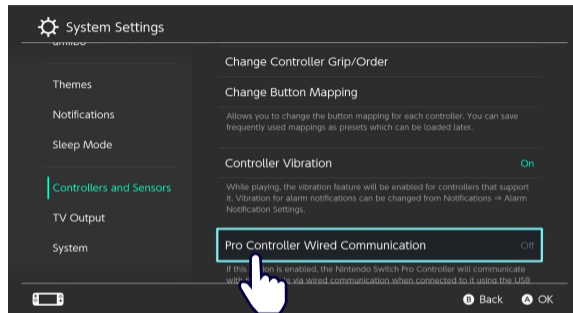 System Settings
Themes
Notifications
Sleep Mode
Controllers and Sensors
TV Output
System
Change Controller Grip/Order
Change Button Mapping
Allows you to change the button mapping for each controller. You can save
frequently used mappings as presets which can be loaded later.
Controller Vibration On
While playing, the vibration feature will be enabled for controllers that support
it. Vibration for alarm notifications can be changed from Notifications ⇒ Alarm
Notification Settings.
Pro Controller Wired Communication Off
If this is enabled, the Nintendo Switch Pro Controller will communicate
with via wired communication when connected to it using the USB
B Back A OK